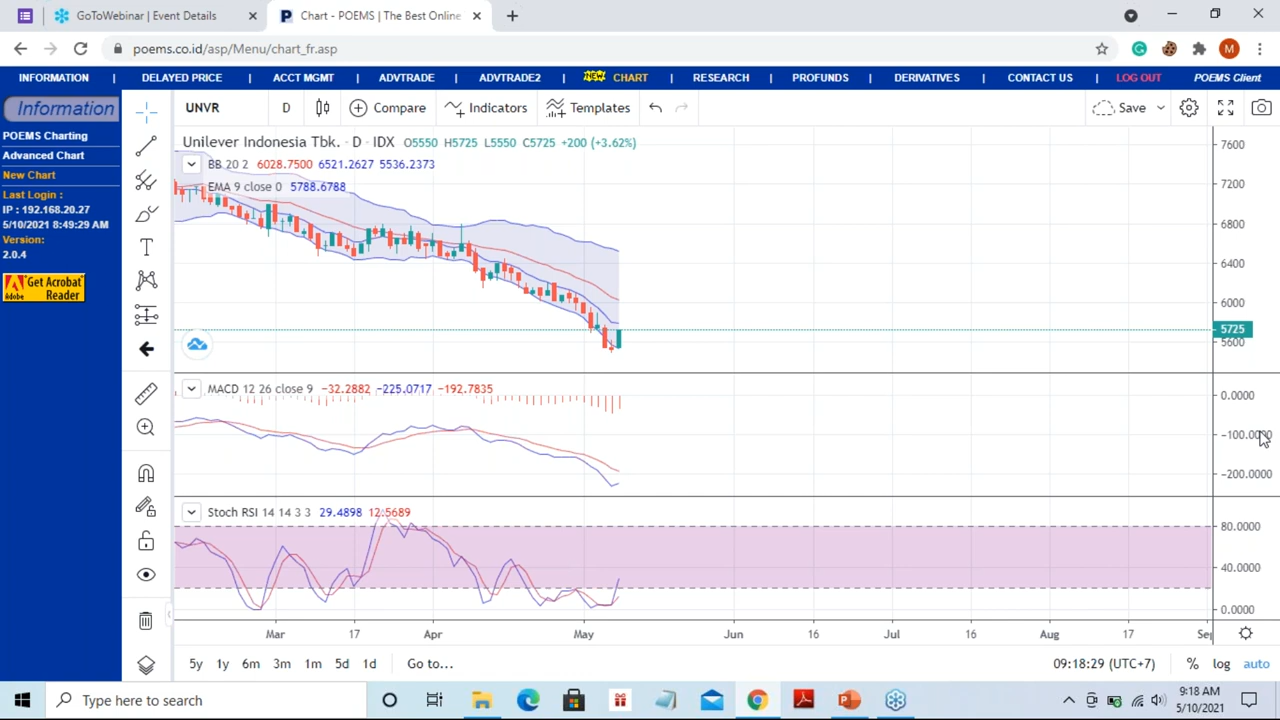 GoToWebinar | Event Details
Chart - POEMS | The Best Online
poems.co.id/asp/Menu/chart_fr.asp
M
INFORMATION | DELAYED PRICE | ACCT MGMT | ADVTRADE | ADVTRADE2 | NEW CHART | RESEARCH | PROFUNDS | DERIVATIVES | CONTACT US | LOG OUT POEMS Client
Information
POEMS Charting
Advanced Chart
New Chart
Last Login :
IP : 192.168.20.27
5/10/2021 8:49:29 AM
Version:
2.0.4
Get Acrobat
Reader
Adobe
UNVR D Compare Indicators Templates Save
Unilever Indonesia Tbk. · D · IDX O5550 H5725 L5550 C5725 +200 (+3.62%)
BB 20 2 6028.7500 6521.2627 5536.2373
EMA 9 close 0 5788.6788
7600
7200
6800
6400
6000
5725
5600
MACD 12 26 close 9 −32.2882 −225.0717 −192.7835
0.0000
−100.0000
−200.0000
Stoch RSI 14 14 3 3 29.4898 12.5689
80.0000
40.0000
0.0000
Mar 17 Apr May Jun 16 Jul 16 Aug 17 Sep
5y 1y 6m 3m 1m 5d 1d Go to... 09:18:29 (UTC+7) % log auto
Type here to search
9:18 AM
5/10/2021